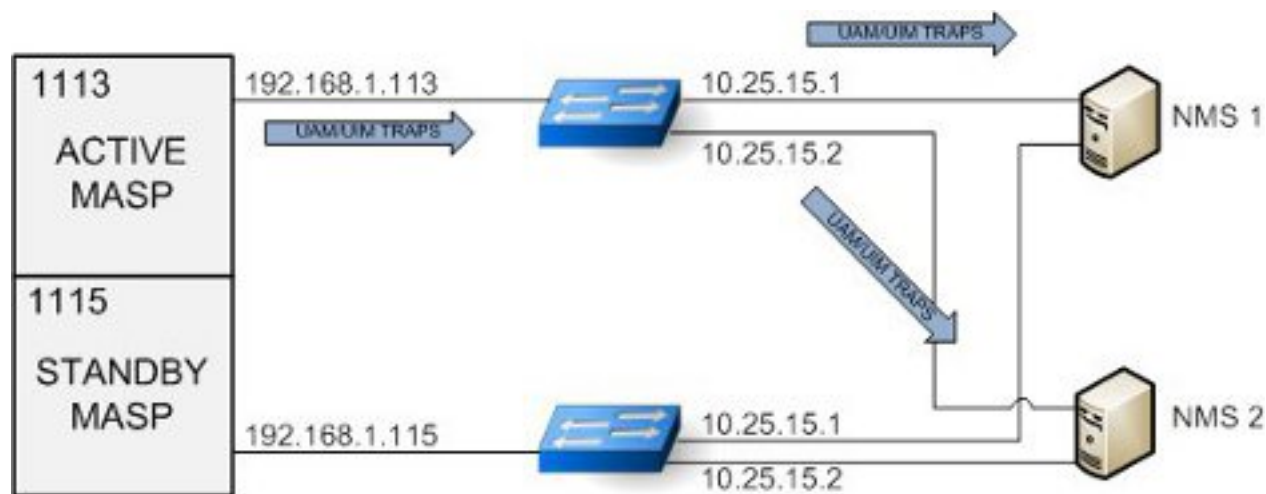 UAM/UIM TRAPS
1113
ACTIVE
MASP
192.168.1.113
UAM/UIM TRAPS
10.25.15.1
10.25.15.2
NMS 1
UAM/UIM TRAPS
1115
STANDBY
MASP
192.168.1.115
10.25.15.1
10.25.15.2
NMS 2